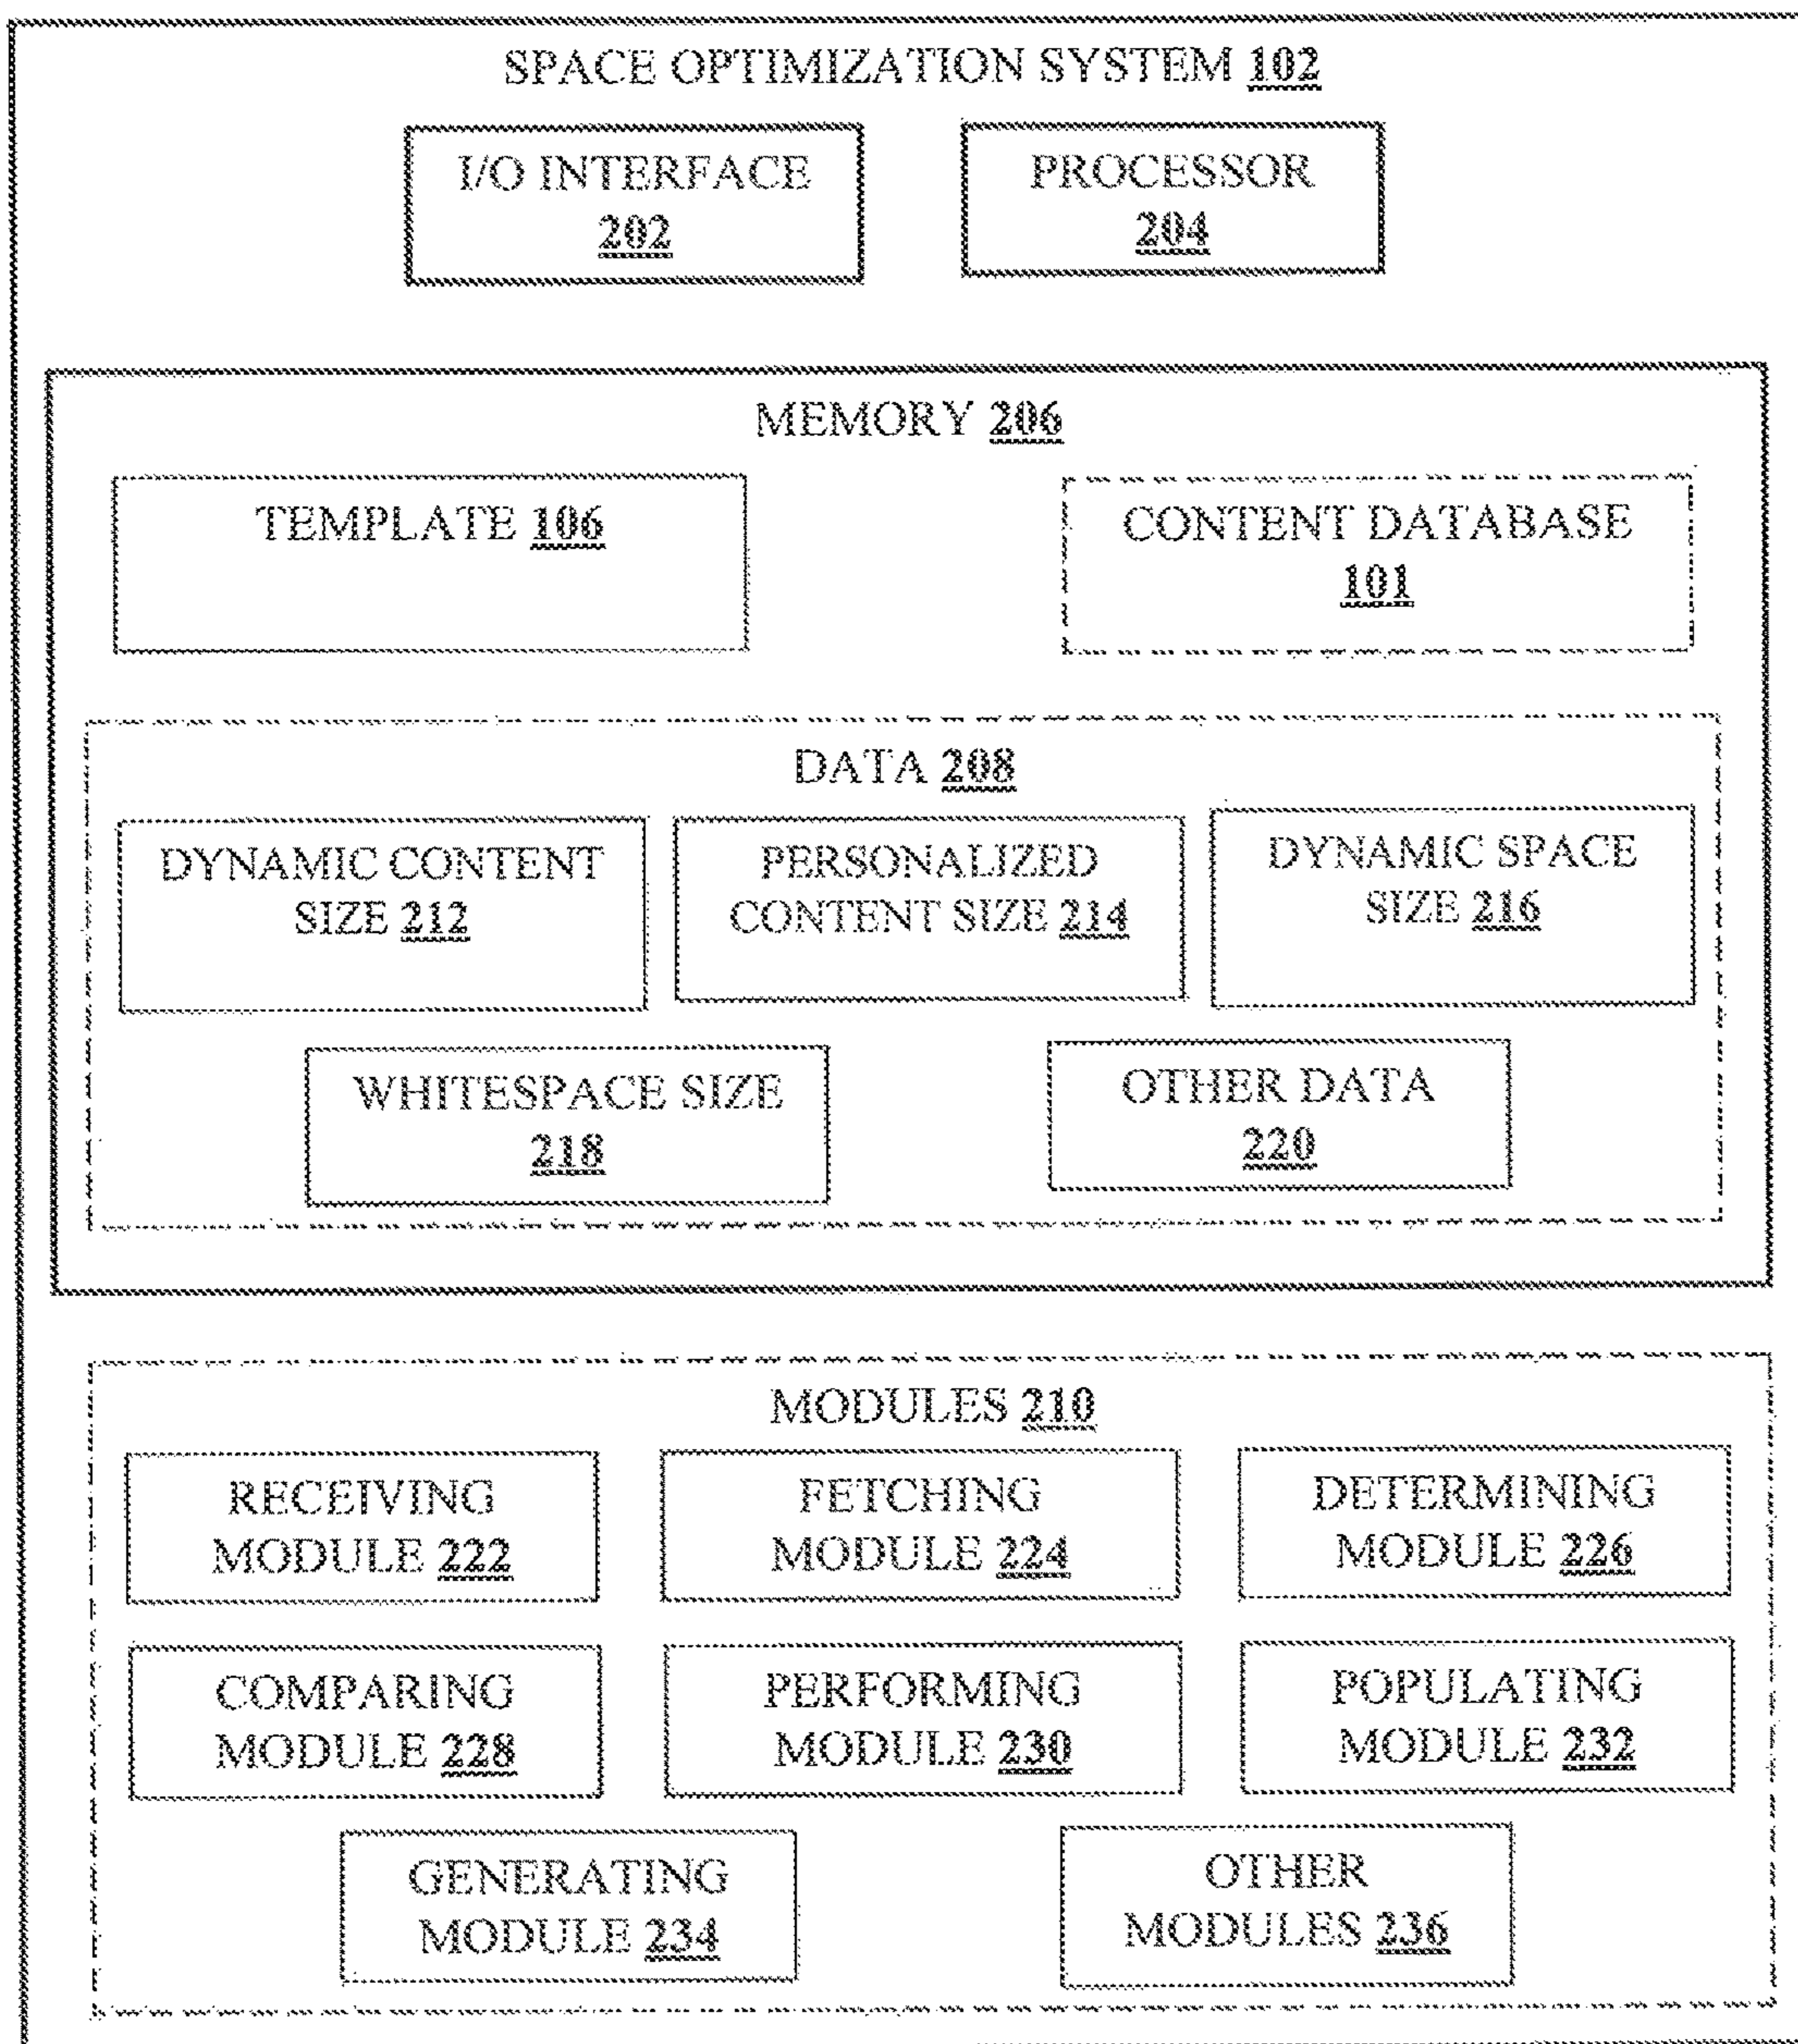 SPACE OPTIMIZATION SYSTEM 102
I/O INTERFACE
202
PROCESSOR
204
MEMORY 206
TEMPLATE 106
CONTENT DATABASE
101
DATA 208
DYNAMIC CONTENT
SIZE 212
PERSONALIZED
CONTENT SIZE 214
DYNAMIC SPACE
SIZE 216
WHITESPACE SIZE
218
OTHER DATA
220
MODULES 210
RECEIVING
MODULE 222
FETCHING
MODULE 224
DETERMINING
MODULE 226
COMPARING
MODULE 228
PERFORMING
MODULE 230
POPULATING
MODULE 232
GENERATING
MODULE 234
OTHER
MODULES 236